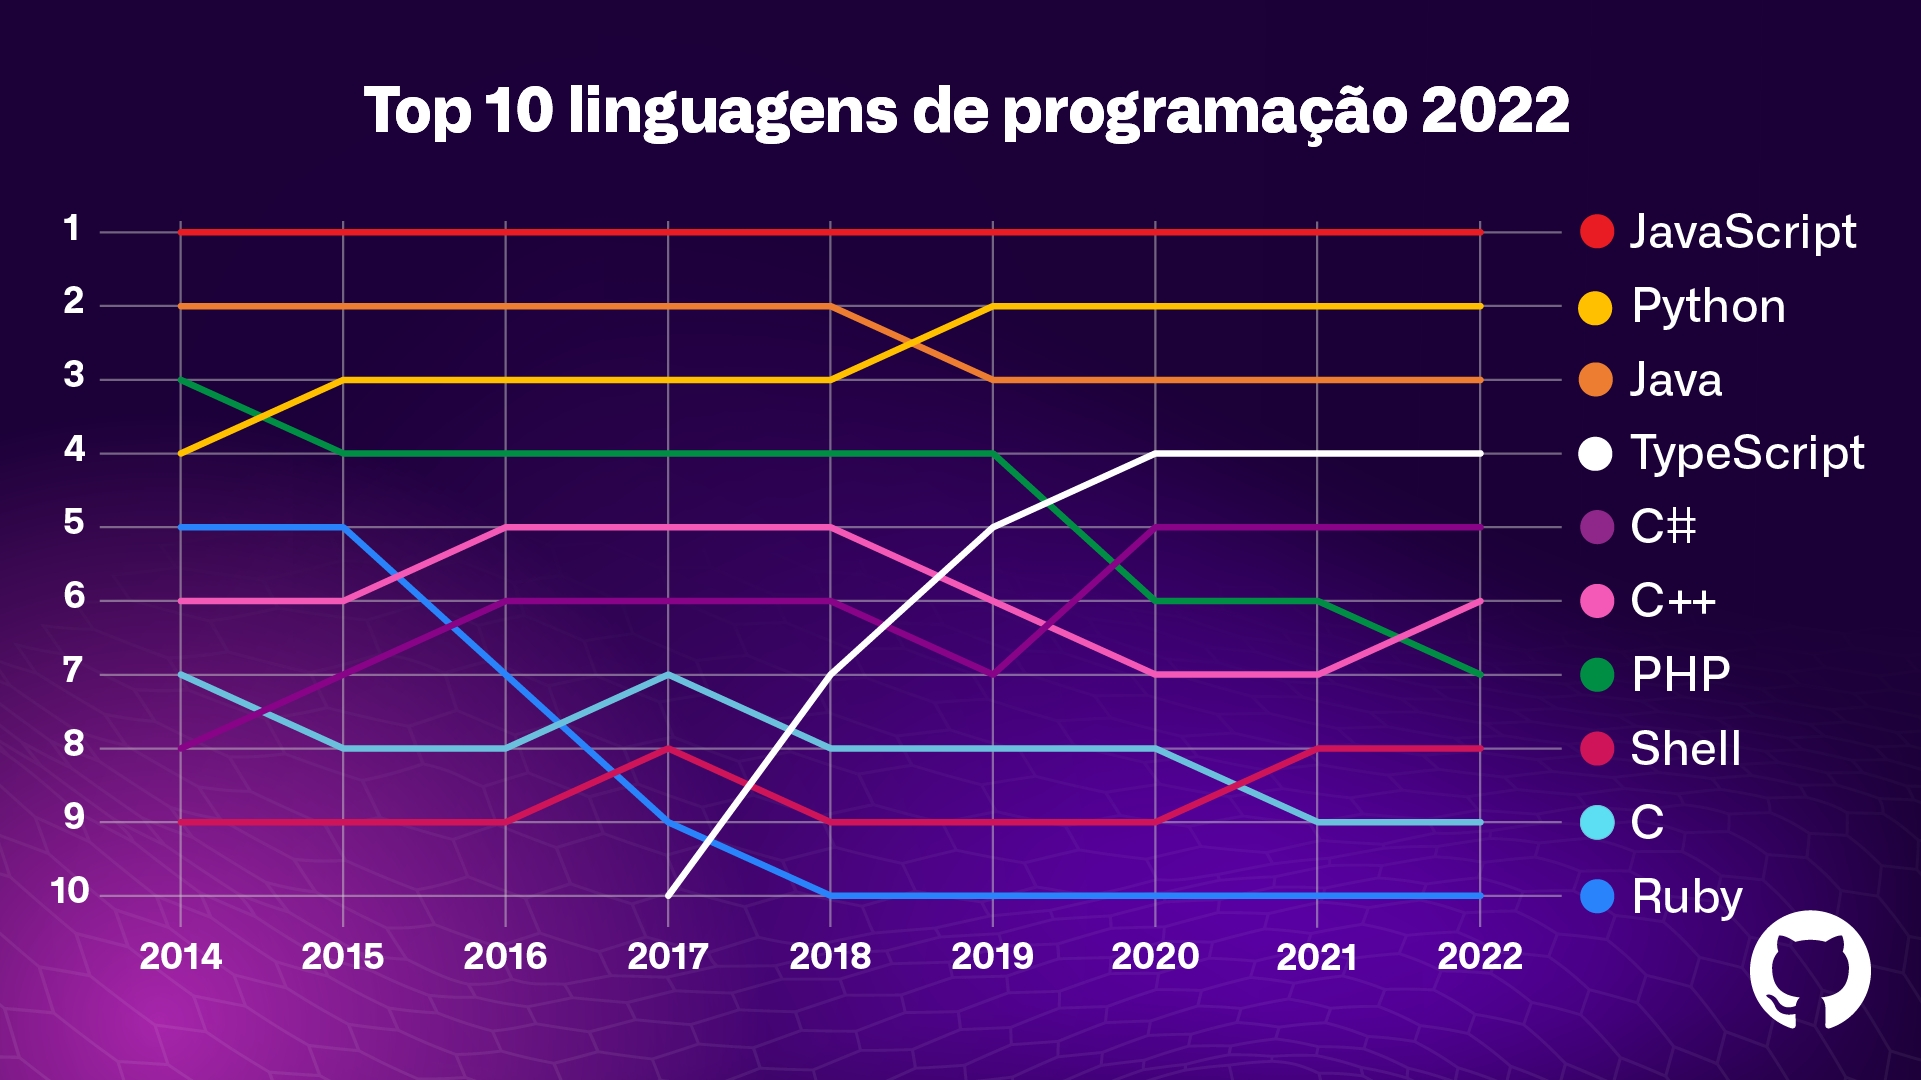 Top 10 linguagens de programação 2022
1
2
3
4
5
6
7
8
9
10
JavaScript
Python
Java
TypeScript
C#
C++
PHP
Shell
C
Ruby
2014 2015 2016 2017 2018 2019 2020 2021 2022